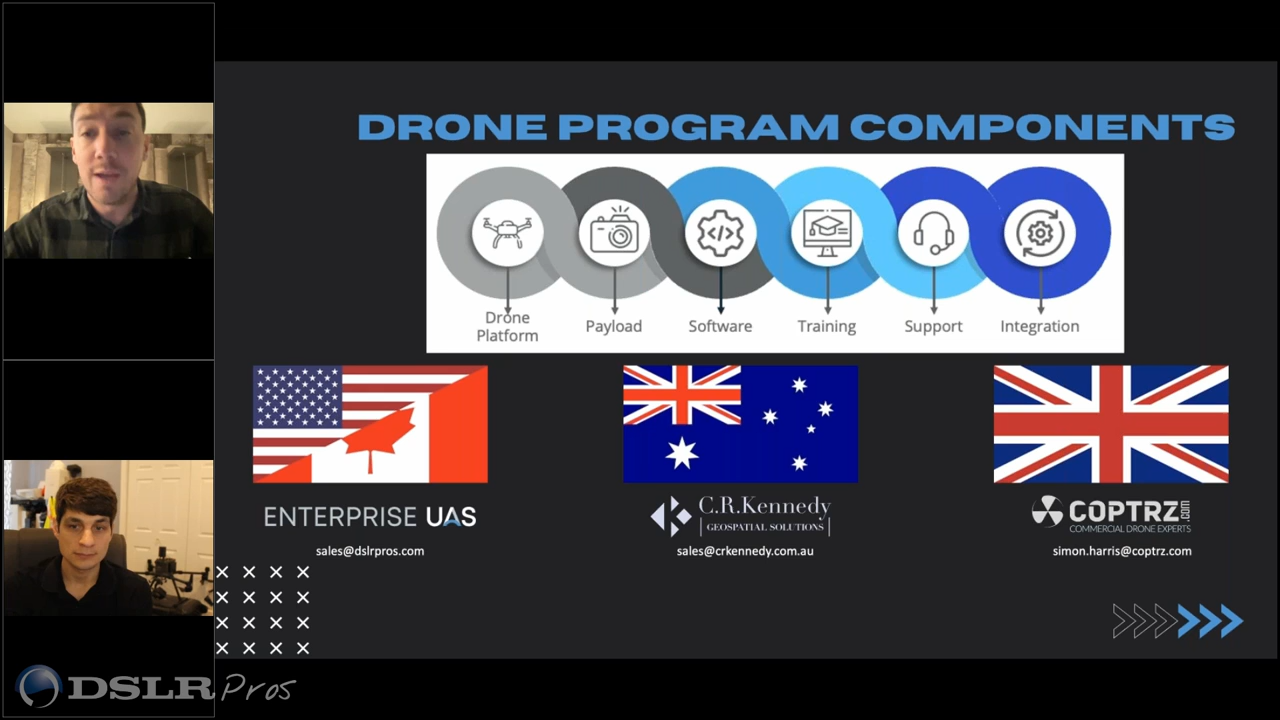 DRONE PROGRAM COMPONENTS
Drone
Platform
Payload
Software
Training
Support
Integration
ENTERPRISE UAS
sales@dslrpros.com
C.R.Kennedy
GEOSPATIAL SOLUTIONS
sales@crkennedy.com.au
COPTRZ.com
COMMERCIAL DRONE EXPERTS
simon.harris@coptrz.com
DSLR Pros